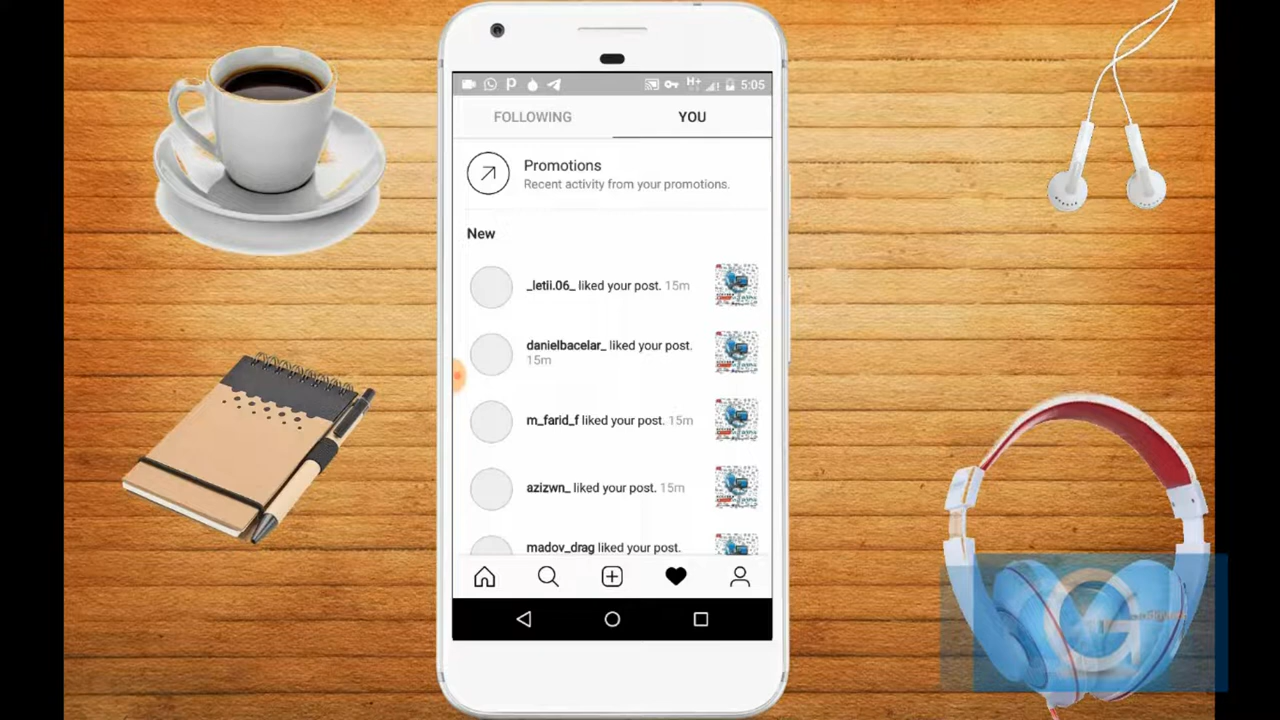 5:05
FOLLOWING
YOU
Promotions
Recent activity from your promotions.
New
_letii.06_ liked your post. 15m
danielbacelar_ liked your post.
15m
m_farid_f liked your post. 15m
azizwn_ liked your post. 15m
madov_drag liked your post.